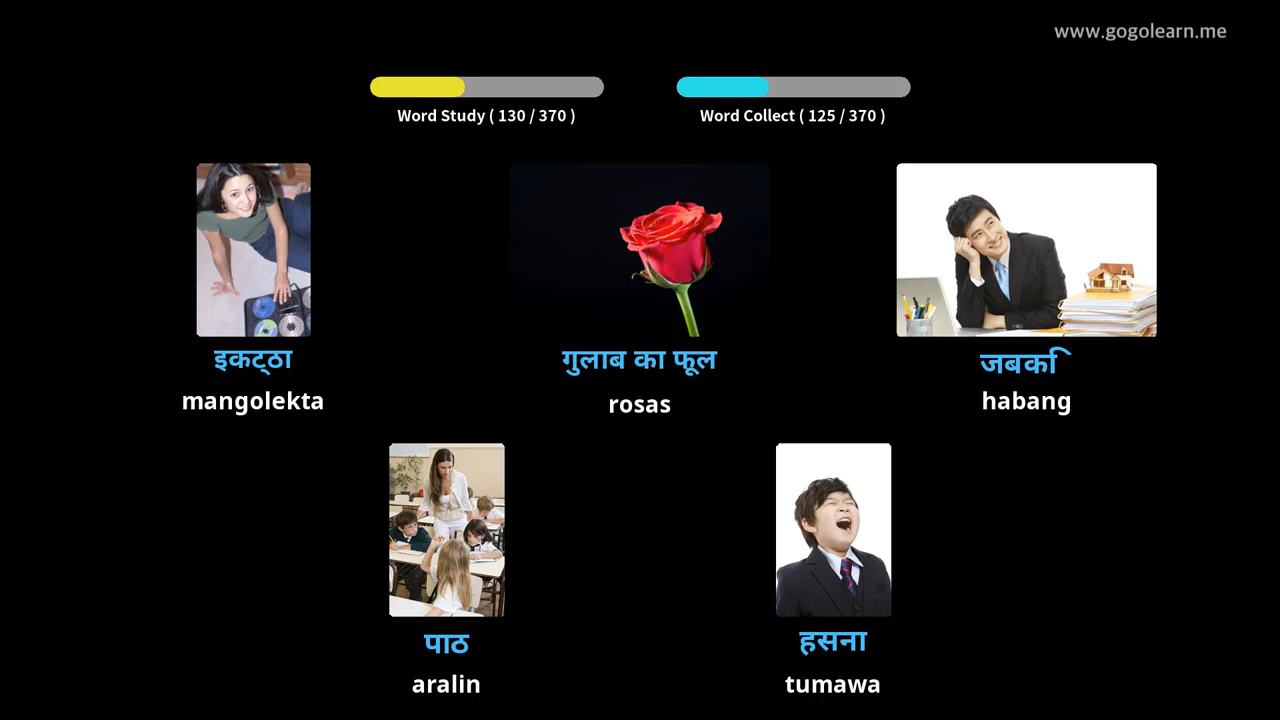 www.gogolearn.me
Word Study ( 130 / 370 )
Word Collect ( 125 / 370 )
इकट्ठा
mangolekta
गुलाब का फूल
rosas
जबकि
habang
पाठ
aralin
हसना
tumawa